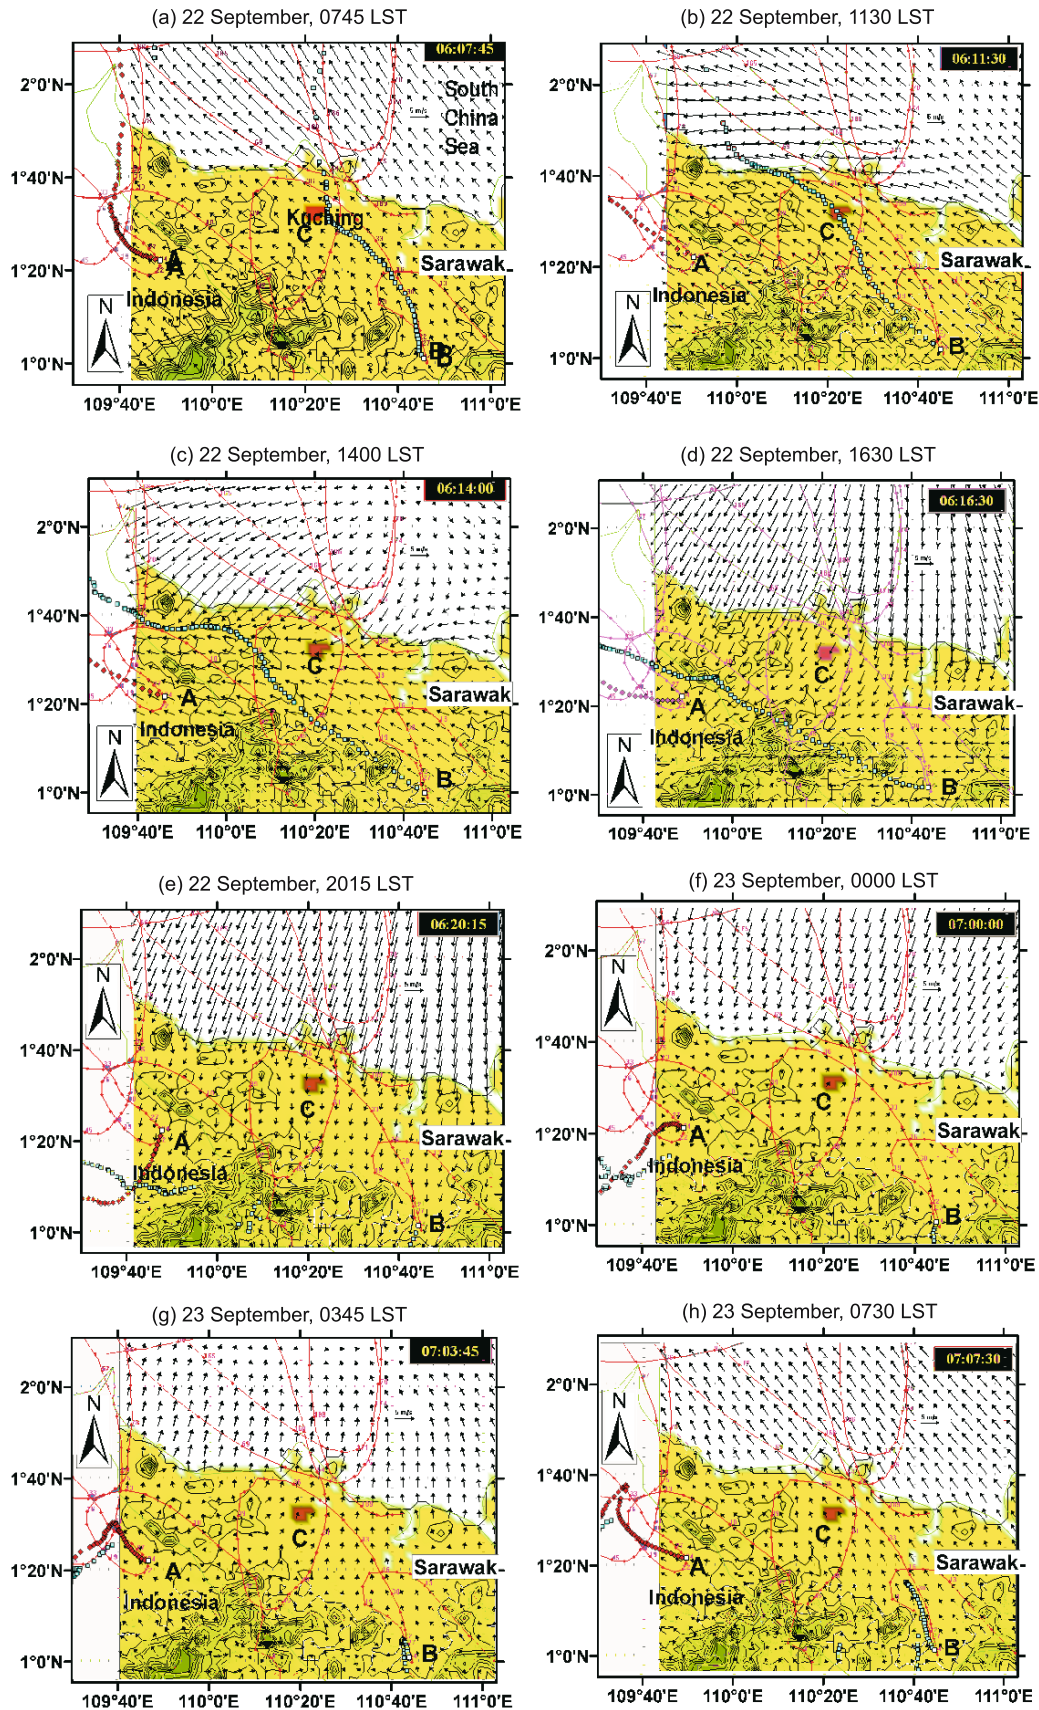 (a) 22 September, 0745 LST
06:07:45
2°0'N
South
5 m/s
China
Sea
1°40'N
Kuching
C
A
A
Sarawak
1°20'N
Indonesia
N
B
B
1°0'N
109°40'E 110°0'E 110°20'E 110°40'E 111°0'E
(b) 22 September, 1130 LST
06:11:30
2°0'N
5 m/s
1°40'N
C
A
Sarawak
1°20'N
Indonesia
N
B
1°0'N
109°40'E 110°0'E 110°20'E 110°40'E 111°0'E
(c) 22 September, 1400 LST
06:14:00
2°0'N
5 m/s
1°40'N
C
A
Sarawak
1°20'N
Indonesia
N
B
1°0'N
109°40'E 110°0'E 110°20'E 110°40'E 111°0'E
(d) 22 September, 1630 LST
06:16:30
2°0'N
5 m/s
1°40'N
C
A
Sarawak
1°20'N
Indonesia
N
B
1°0'N
109°40'E 110°0'E 110°20'E 110°40'E 111°0'E
(e) 22 September, 2015 LST
06:20:15
2°0'N
N
5 m/s
1°40'N
C
A
Sarawak
1°20'N
Indonesia
B
1°0'N
109°40'E 110°0'E 110°20'E 110°40'E 111°0'E
(f) 23 September, 0000 LST
07:00:00
2°0'N
N
5 m/s
1°40'N
C
A
Sarawak
1°20'N
Indonesia
B
1°0'N
109°40'E 110°0'E 110°20'E 110°40'E 111°0'E
(g) 23 September, 0345 LST
07:03:45
2°0'N
N
5 m/s
1°40'N
C
A
Sarawak
1°20'N
Indonesia
B
1°0'N
109°40'E 110°0'E 110°20'E 110°40'E 111°0'E
(h) 23 September, 0730 LST
07:07:30
2°0'N
N
5 m/s
1°40'N
C
A
Sarawak
1°20'N
Indonesia
B
1°0'N
109°40'E 110°0'E 110°20'E 110°40'E 111°0'E